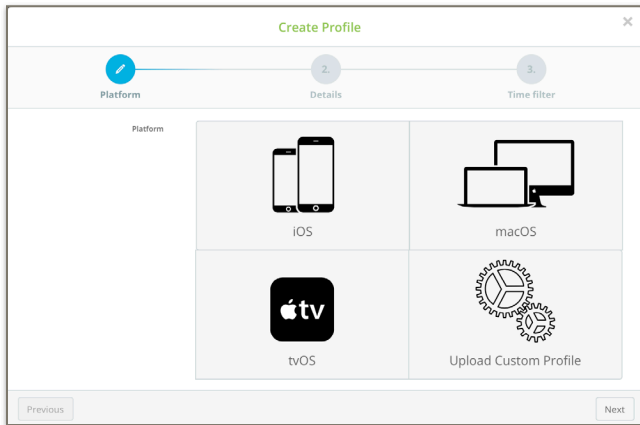 Create Profile
×
2.
3.
Platform
Details
Time filter
Platform
iOS
macOS
tv
tvOS
Upload Custom Profile
Previous
Next